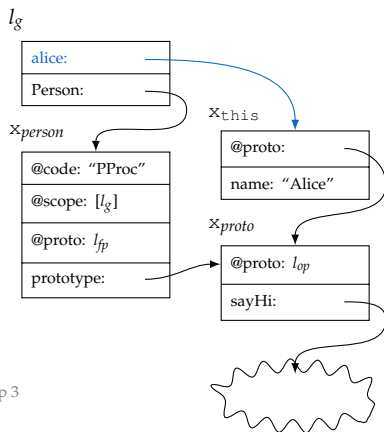 l_g
alice:
Person:
x_person
@code: “PProc”
@scope: [l_g]
@proto: l_fp
prototype:
x_this
@proto:
name: “Alice”
x_proto
@proto: l_op
sayHi:
p 3